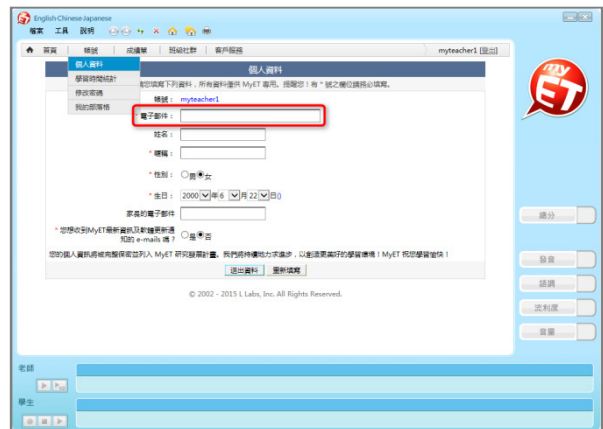 English Chinese Japanese
檔案 工具 說明
首頁 帳號 成績單 班級社群 客戶服務 myteacher1 [登出]
個人資料
學習時間統計
修改密碼
我的部落格
個人資料
填寫下列資料，所有資料僅供 MyET 專用。提醒您！有 * 號之欄位請務必填寫。
帳號： myteacher1
* 電子郵件：
姓名：
* 暱稱：
* 性別： 男 女
* 生日： 2000 年 6 月 22 日()
家長的電子郵件
* 您想收到MyET最新資訊及軟體更新通
知的 e-mails 嗎？ 是 否
您的個人資訊將被完整保密並列入 MyET 研究發展計畫。我們將持續地力求進步，以創造更美好的學習環境！MyET 祝您學習愉快！
送出資料 重新填寫
© 2002 - 2015 L Labs, Inc. All Rights Reserved.
my
ET
總分
發音
語調
流利度
音量
老師
學生